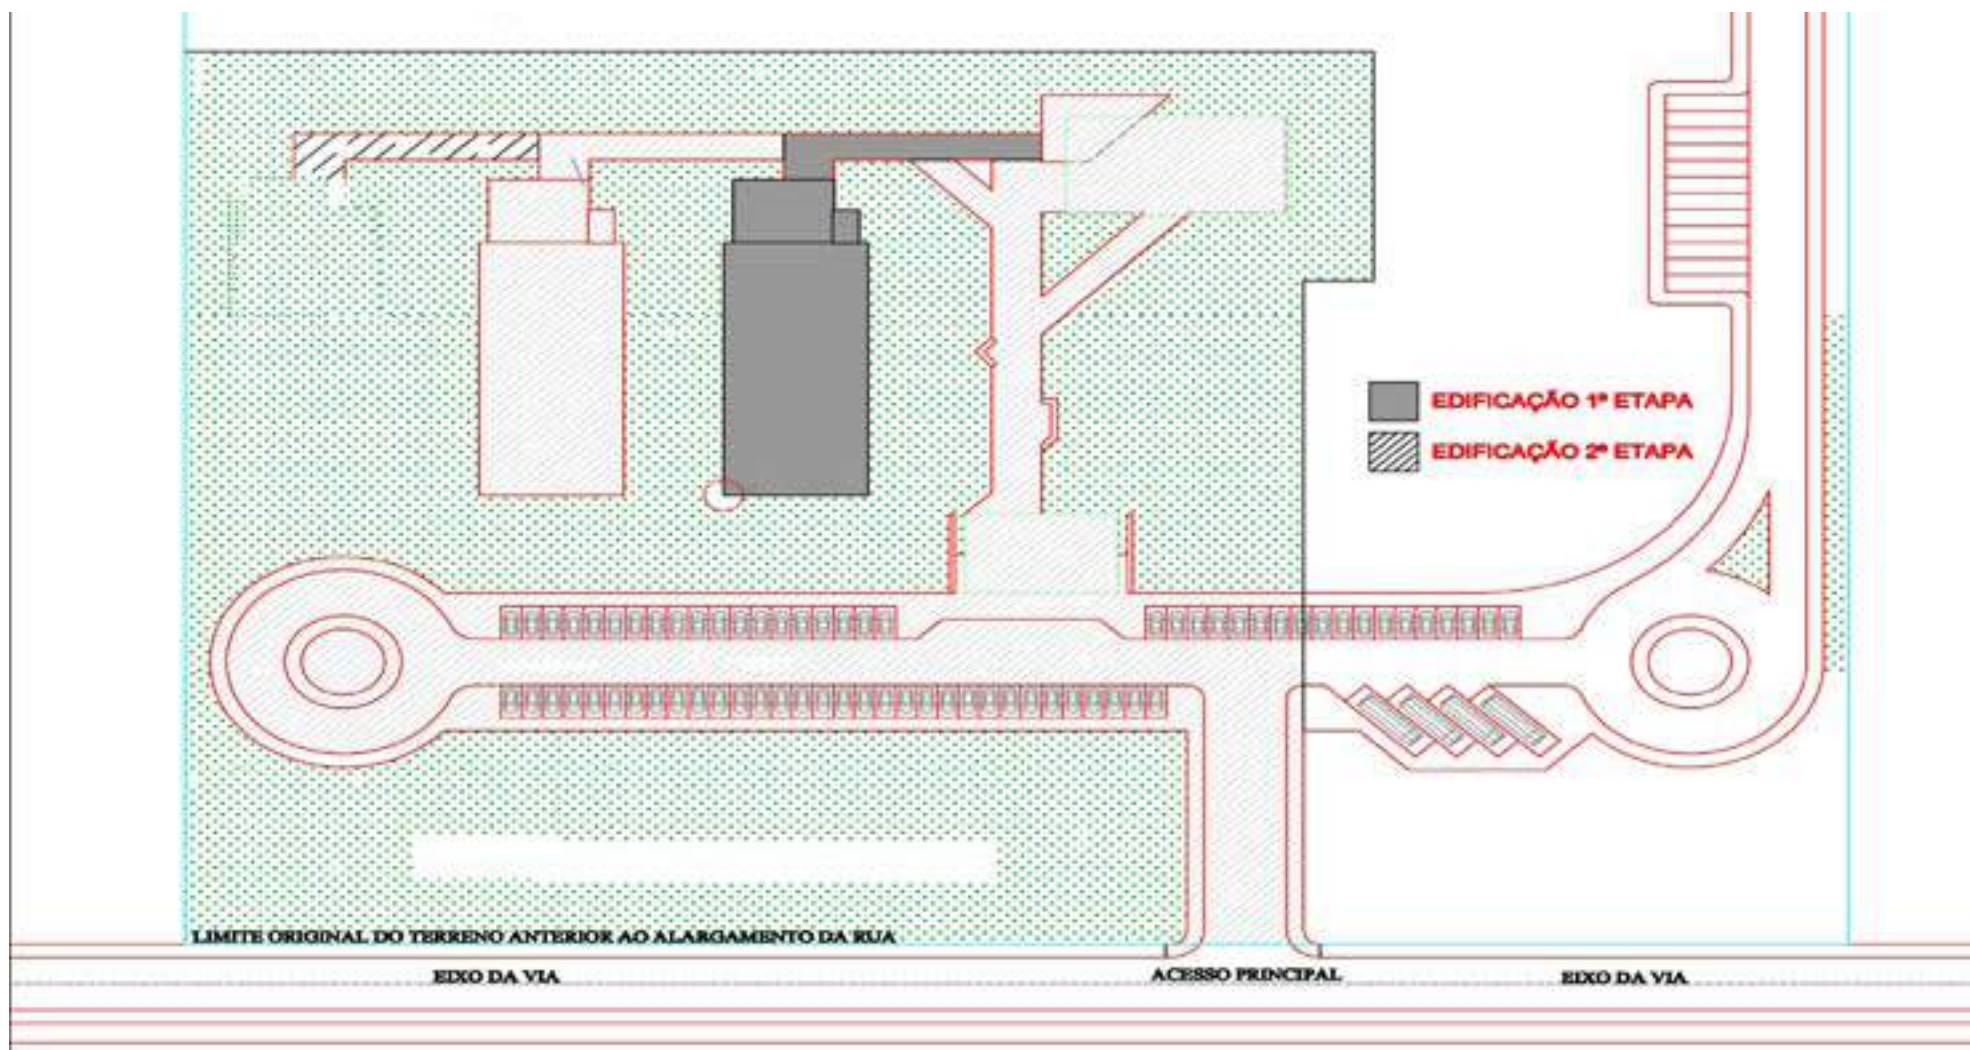 EDIFICAÇÃO 1ª ETAPA
EDIFICAÇÃO 2ª ETAPA
LIMITE ORIGINAL DO TERRENO ANTERIOR AO ALARGAMENTO DA RUA
EIXO DA VIA
ACESSO PRINCIPAL
EIXO DA VIA